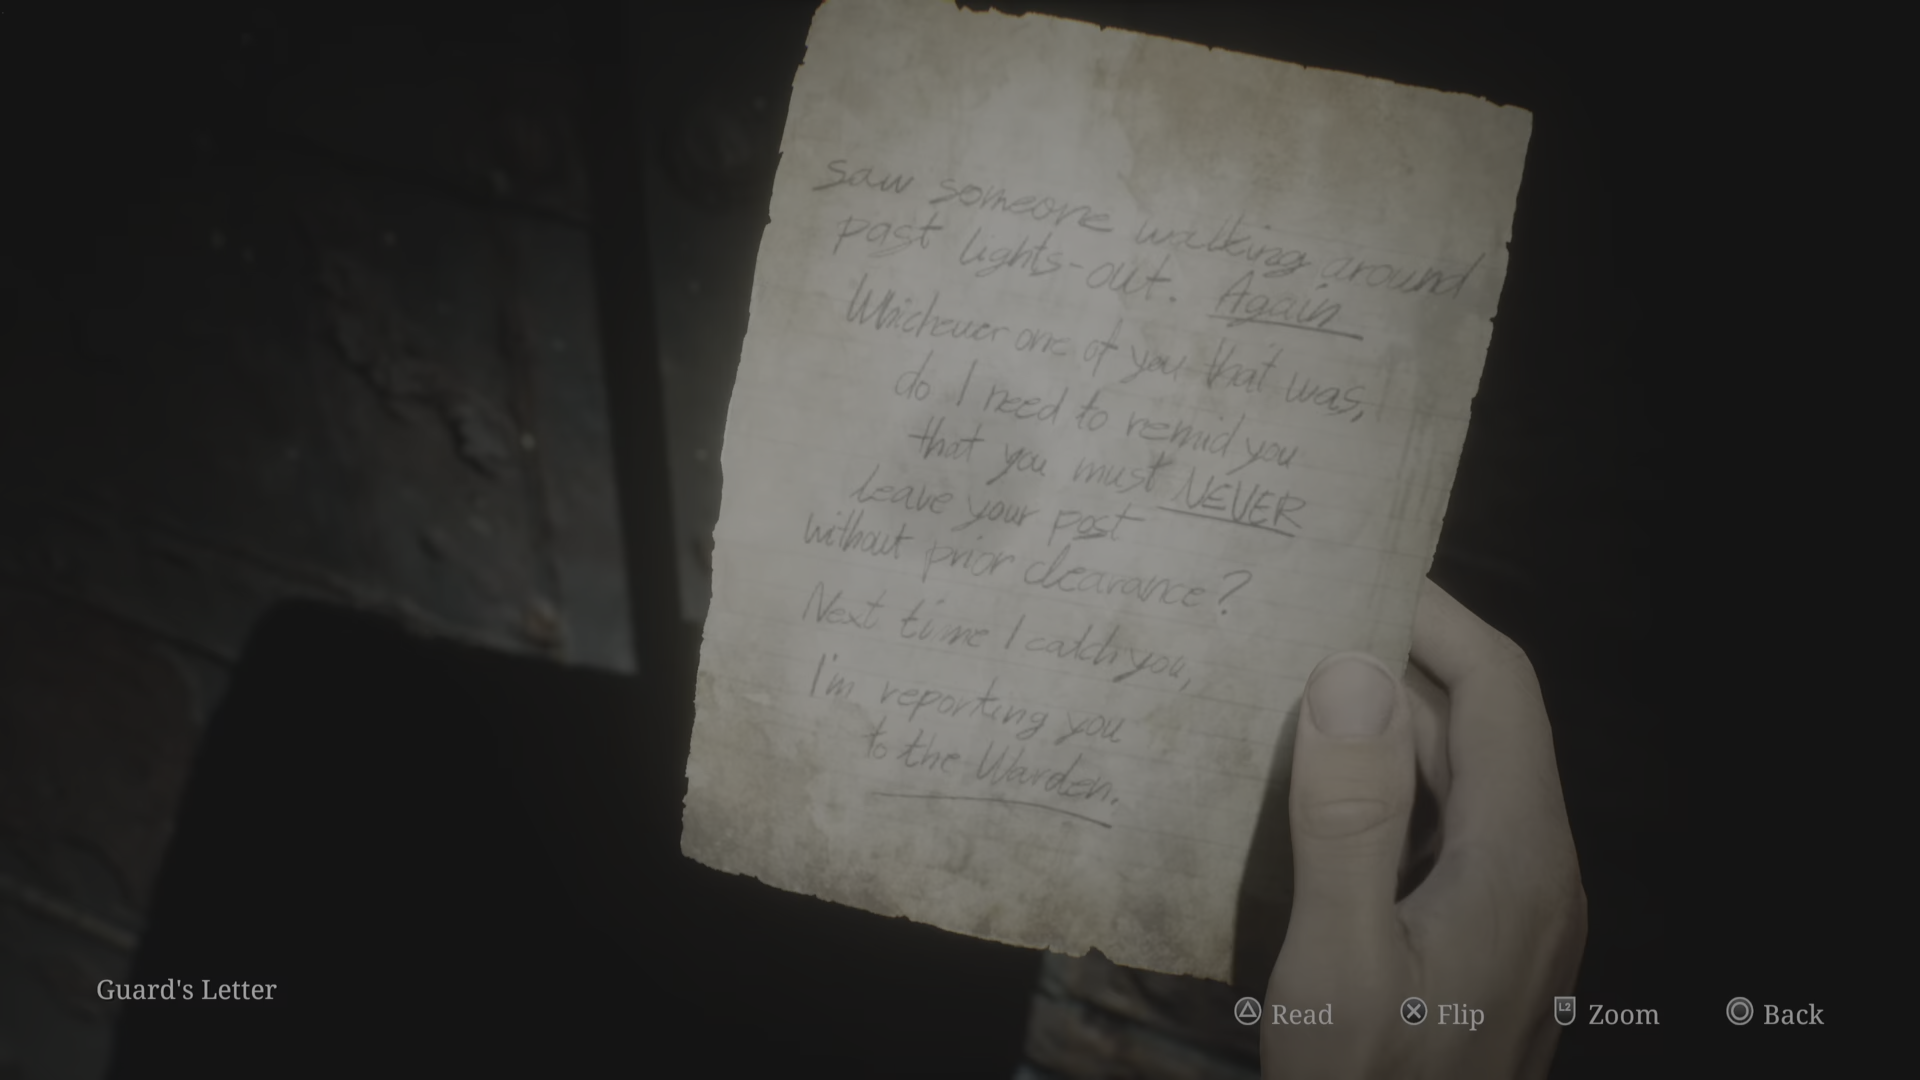 saw someone walking around
past lights-out. Again
Whichever one of you that was,
do I need to remid you
that you must NEVER
leave your post
without prior clearance?
Next time I catch you,
I'm reporting you
to the Warden.
Guard's Letter
Read
Flip
L2 Zoom
Back